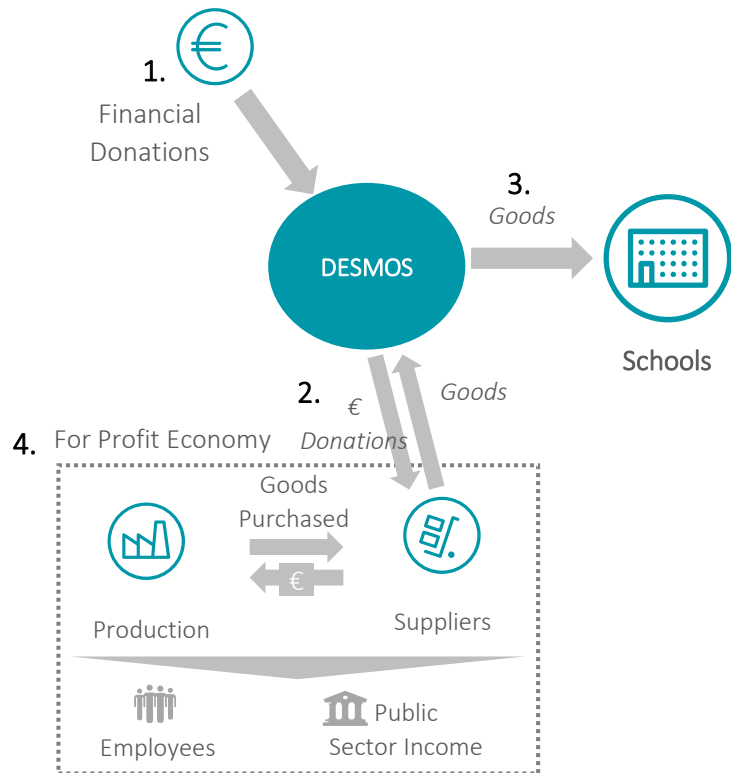 1.
Financial
Donations
3.
Goods
DESMOS
Schools
2.
€
Donations
Goods
4. For Profit Economy
Goods
Purchased
€
Production
Suppliers
Employees
Public
Sector Income